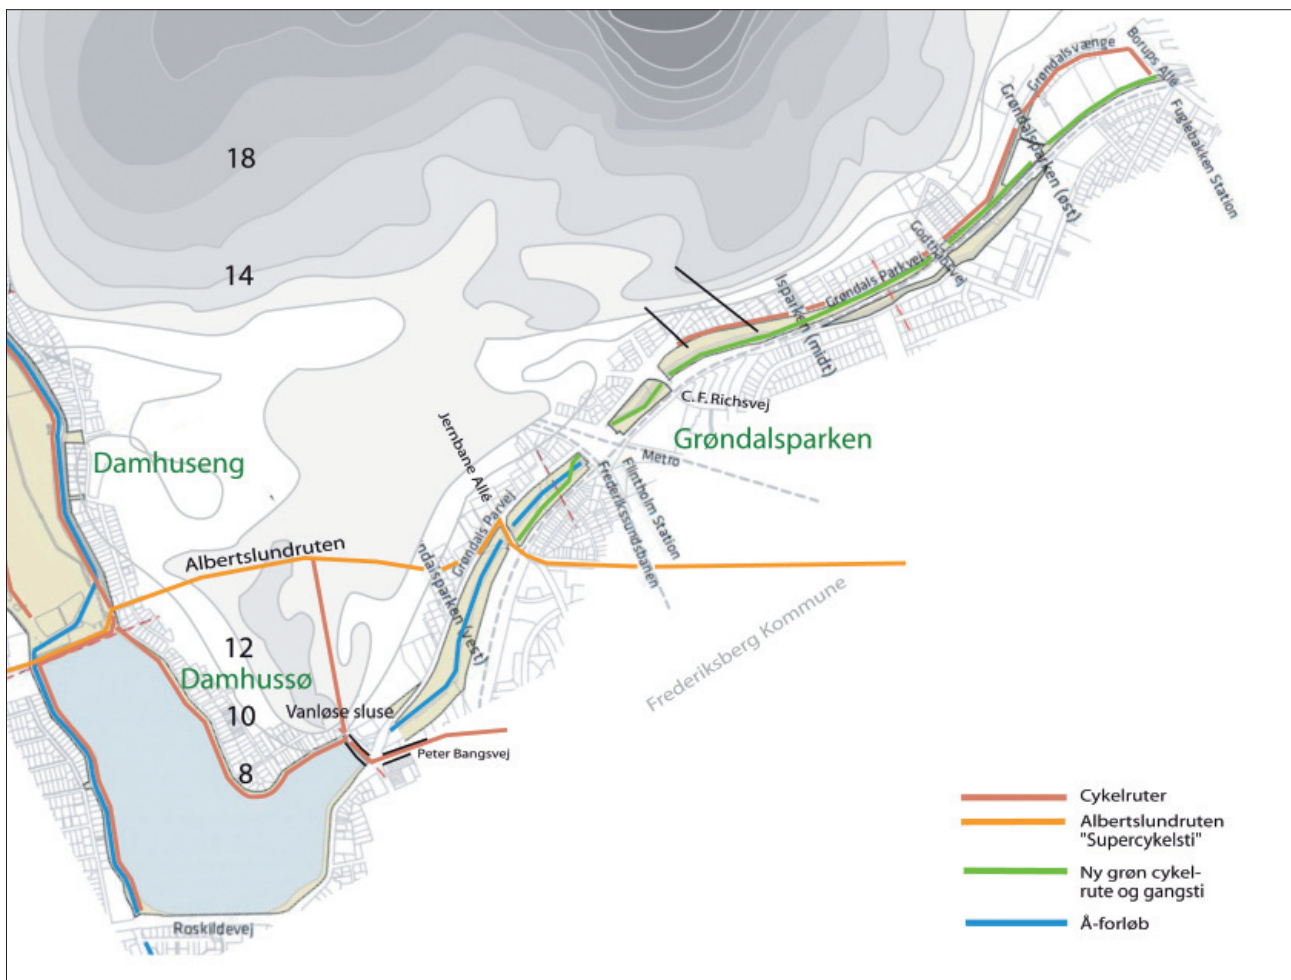 Grøndalsvænge
Borups Allé
Fuglebakken Station
Grøndalsparken (øst)
18
14
Godthåbsvej
Grøndals Parkvej
lsparken (midt)
C. F. Richsvej
Grøndalsparken
Metro
Jernbane Allé
Flintholm Station
Frederikssundsbanen
Damhuseng
Grøndals Parvej
Albertslundruten
ndalsparken (vest)
Frederiksberg Kommune
12
Damhussø
10
Vanløse sluse
Peter Bangsvej
8
Roskildevej
Cykelruter
Albertslundruten
"Supercykelsti"
Ny grøn cykel-
rute og gangsti
Å-forløb